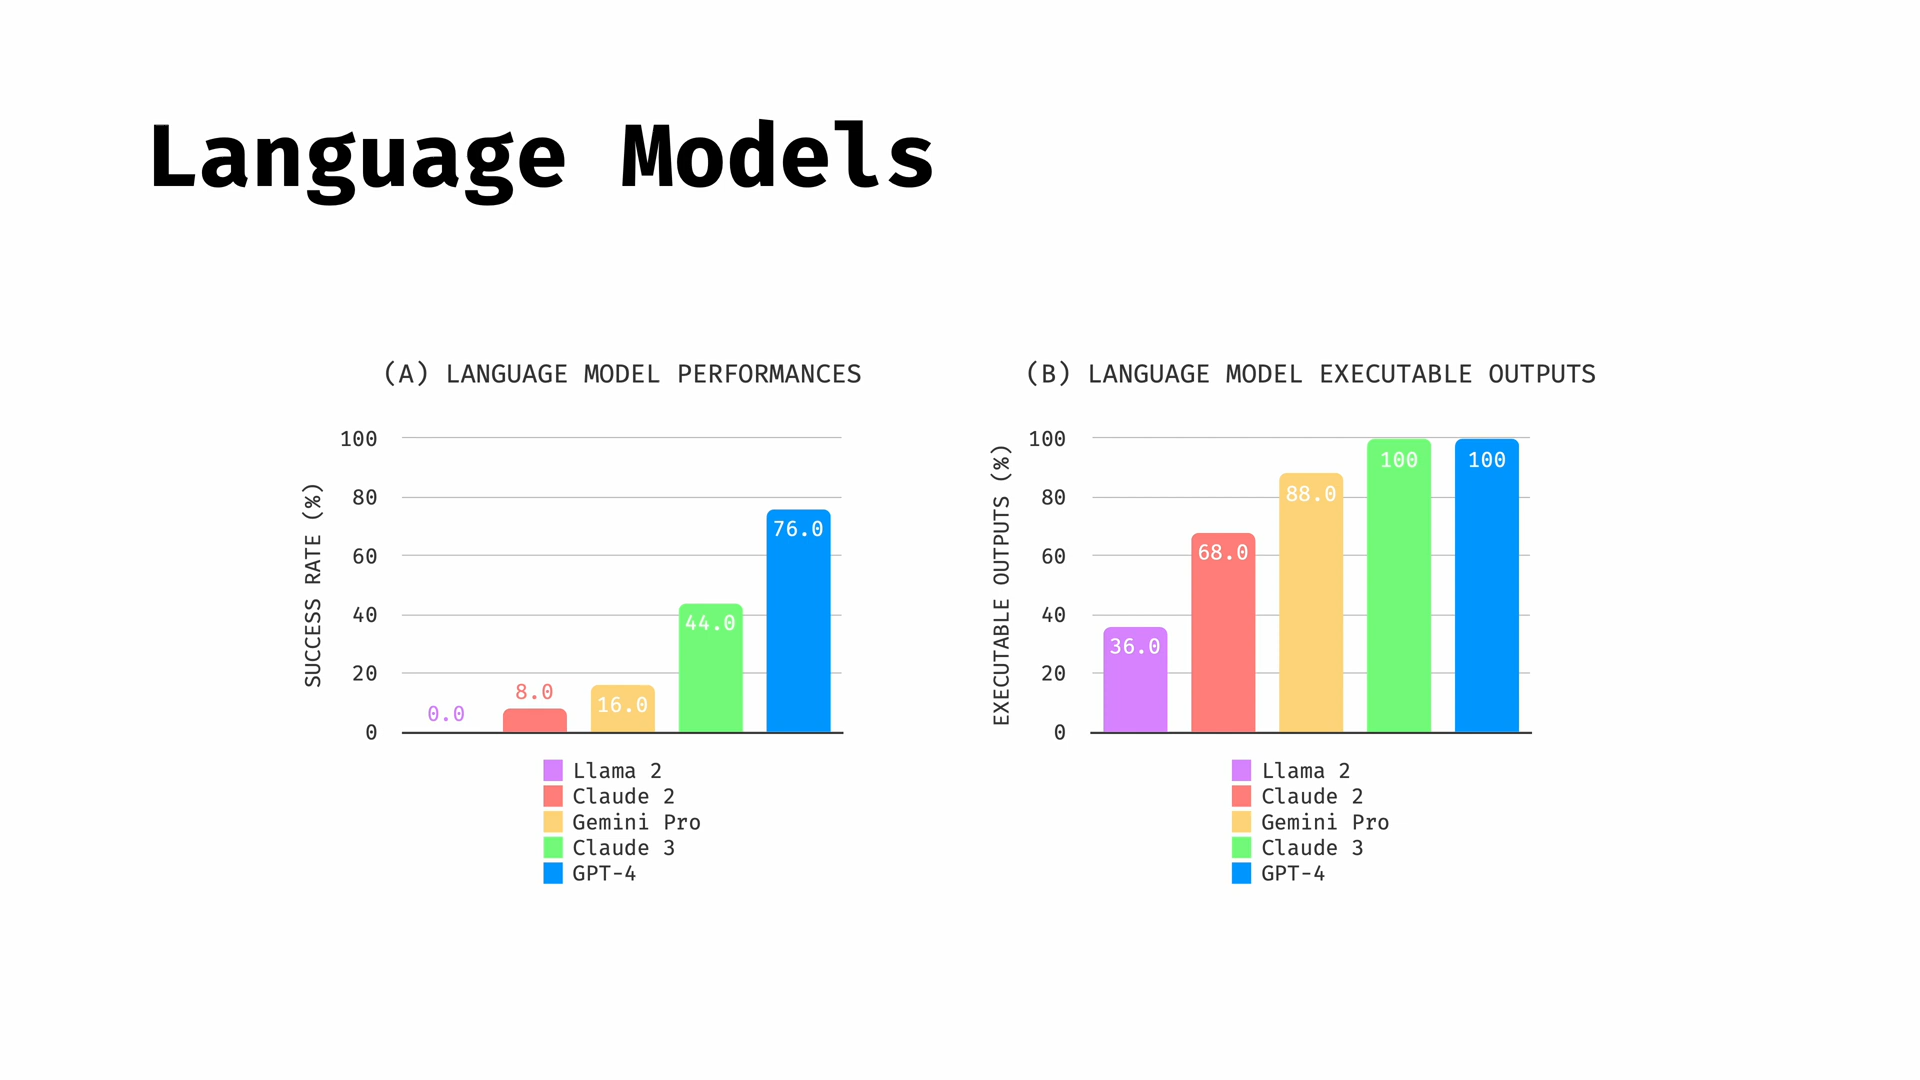 Language Models
(A) LANGUAGE MODEL PERFORMANCES
SUCCESS RATE (%)
100
80
60
40
20
0
0.0
8.0
16.0
44.0
76.0
Llama 2
Claude 2
Gemini Pro
Claude 3
GPT-4
(B) LANGUAGE MODEL EXECUTABLE OUTPUTS
EXECUTABLE OUTPUTS (%)
100
80
60
40
20
0
36.0
68.0
88.0
100
100
Llama 2
Claude 2
Gemini Pro
Claude 3
GPT-4